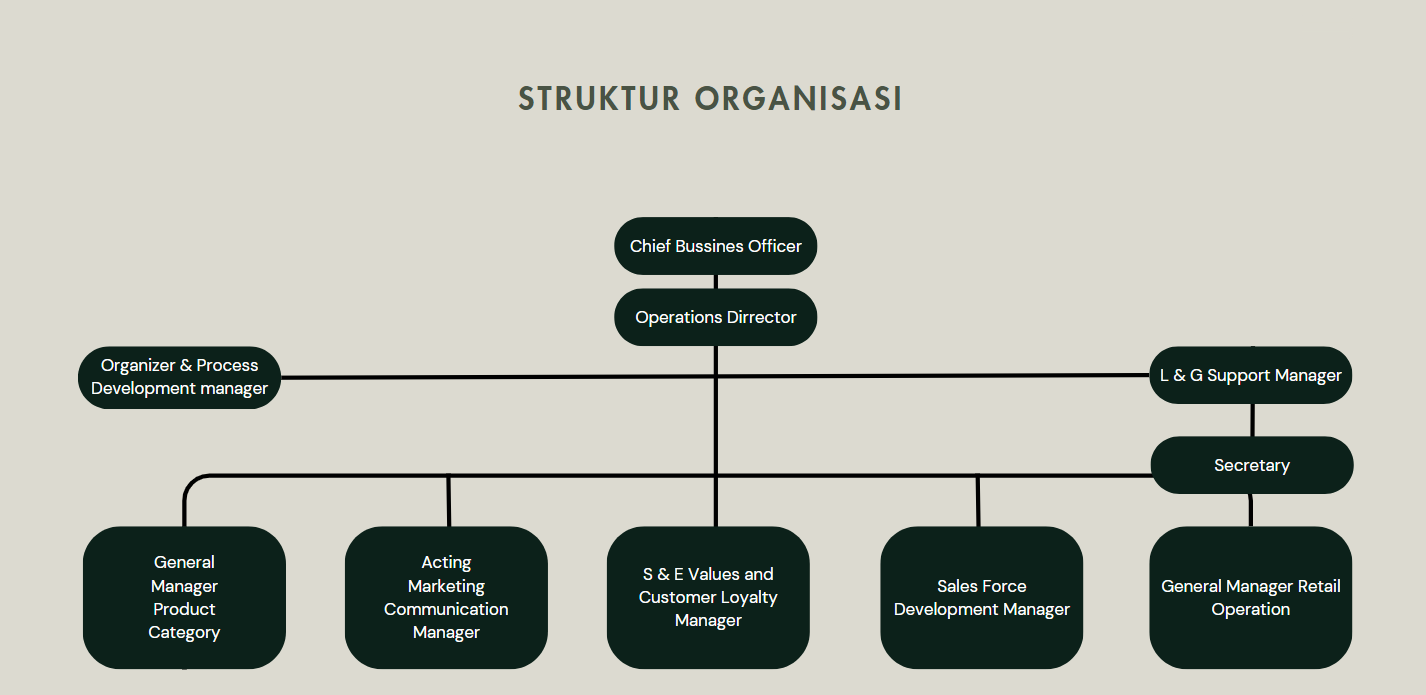 STRUKTUR ORGANISASI
Chief Bussines Officer
Operations Dirrector
Organizer & Process
Development manager
L & G Support Manager
Secretary
General
Manager
Product
Category
Acting
Marketing
Communication
Manager
S & E Values and
Customer Loyalty
Manager
Sales Force
Development Manager
General Manager Retail
Operation